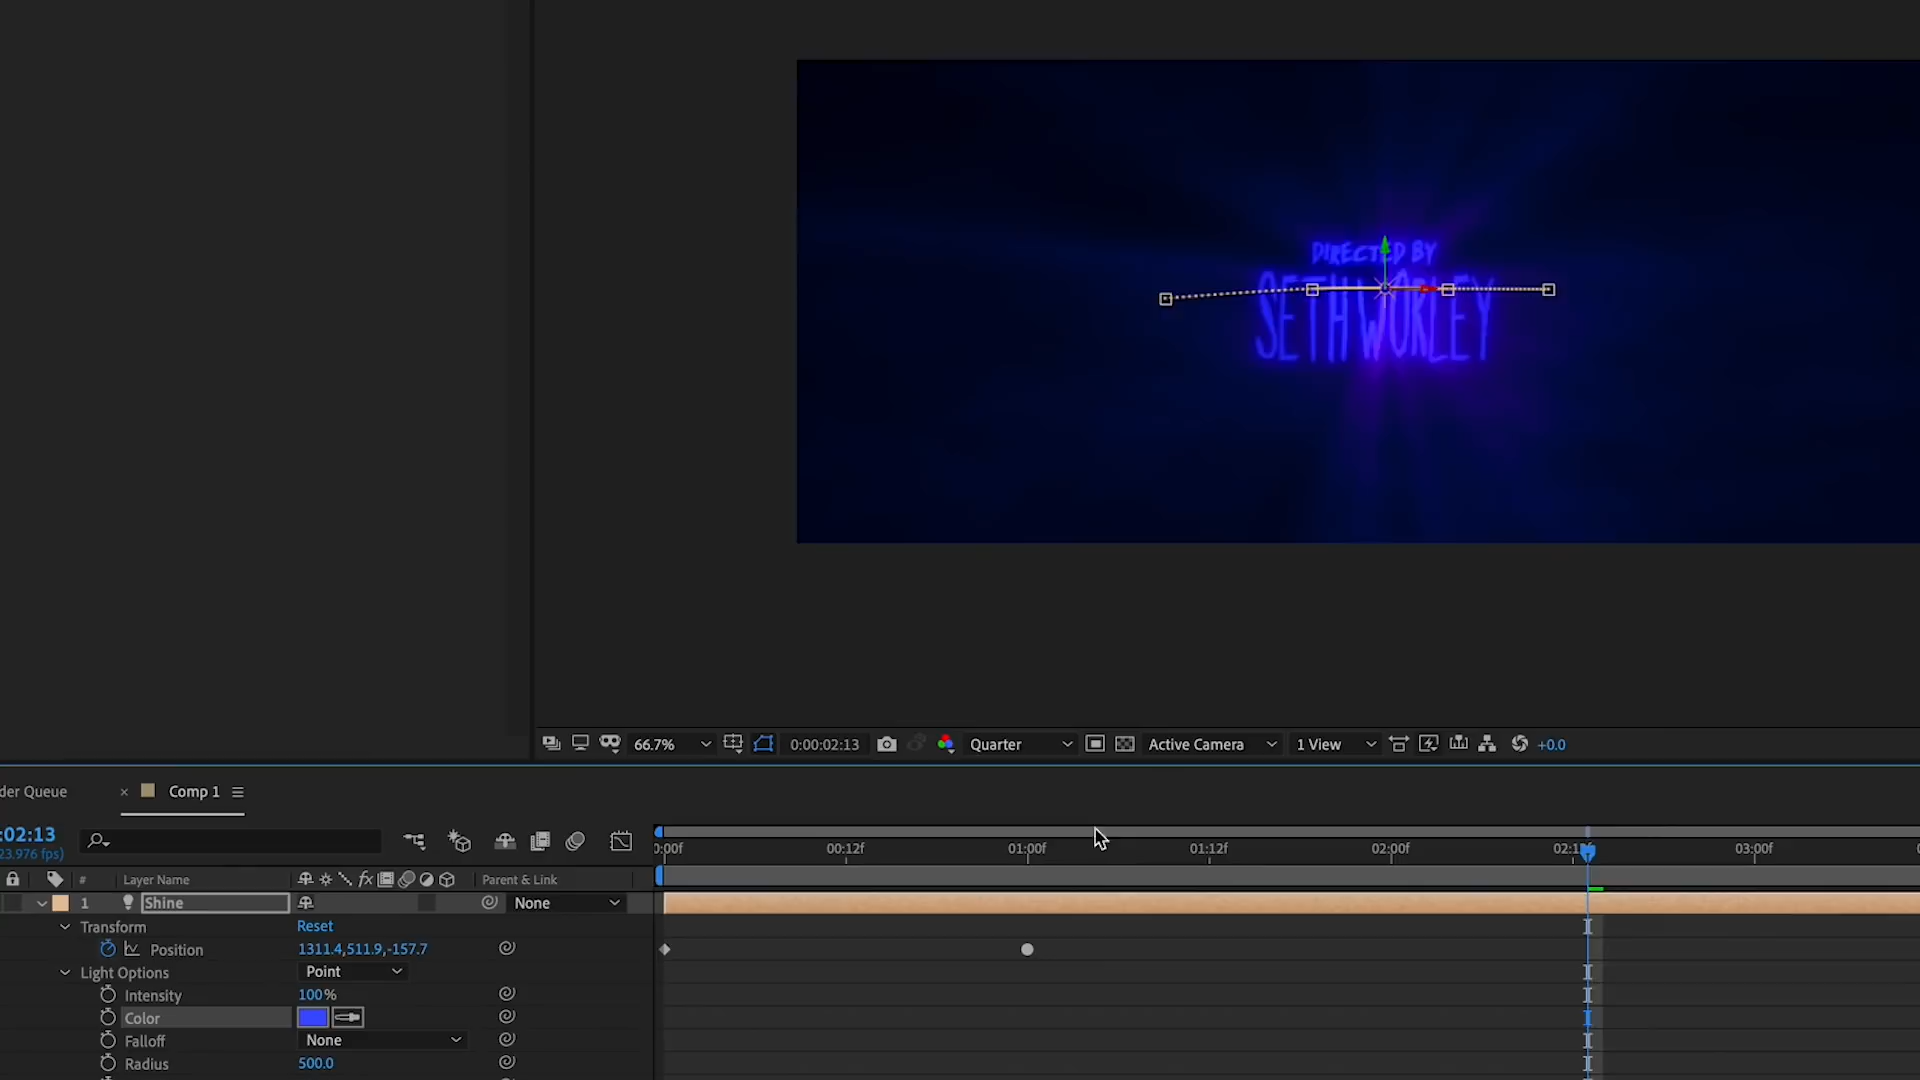 DIRECTED BY
SETH WORLEY
66.7%
0:00:02:13
Quarter
Active Camera
1 View
+0.0
der Queue
× Comp 1
:02:13
23.976 fps)
:00f
00:12f
01:00f
01:12f
02:00f
02:1
03:00f
#
Layer Name
fx
Parent & Link
1
Shine
None
Transform
Reset
Position
1311.4,511.9,-157.7
Light Options
Point
Intensity
100%
Color
Falloff
None
Radius
500.0